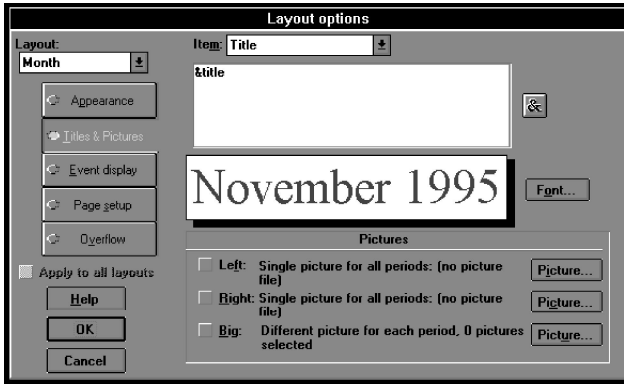 Layout options
Layout:
Month
Item: Title
&title
&
Appearance
Titles & Pictures
Event display
Page setup
Overflow
Apply to all layouts
Help
OK
Cancel
November 1995
Font...
Pictures
Left: Single picture for all periods: (no picture
file)
Picture...
Right: Single picture for all periods: (no picture
file)
Picture...
Big: Different picture for each period, 0 pictures
selected
Picture...